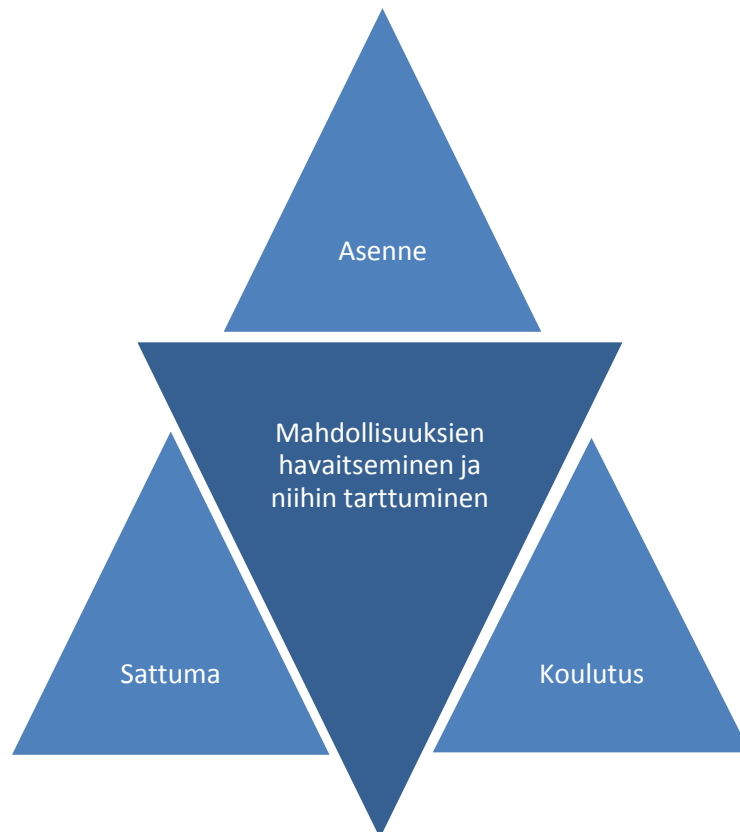 Asenne
Mahdollisuuksien
havaitseminen ja
niihin tarttuminen
Sattuma
Koulutus